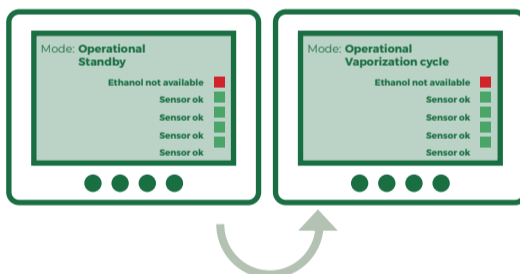 Mode: Operational
Standby
Ethanol not available
Sensor ok
Sensor ok
Sensor ok
Sensor ok
Mode: Operational
Vaporization cycle
Ethanol not available
Sensor ok
Sensor ok
Sensor ok
Sensor ok